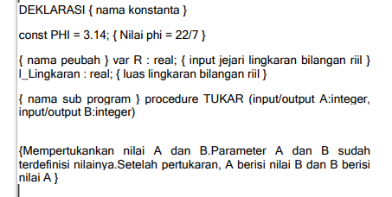 DEKLARASI { nama konstanta }
const PHI = 3.14; { Nilai phi = 22/7 }
{ nama peubah } var R : real; { input jejari lingkaran bilangan riil }
l_Lingkaran : real; { luas lingkaran bilangan riil }
{ nama sub program } procedure TUKAR (input/output A:integer,
input/output B:integer)
{Mempertukankan nilai A dan B.Parameter A dan B sudah
terdefinisi nilainya.Setelah pertukaran, A berisi nilai B dan B berisi
nilai A }